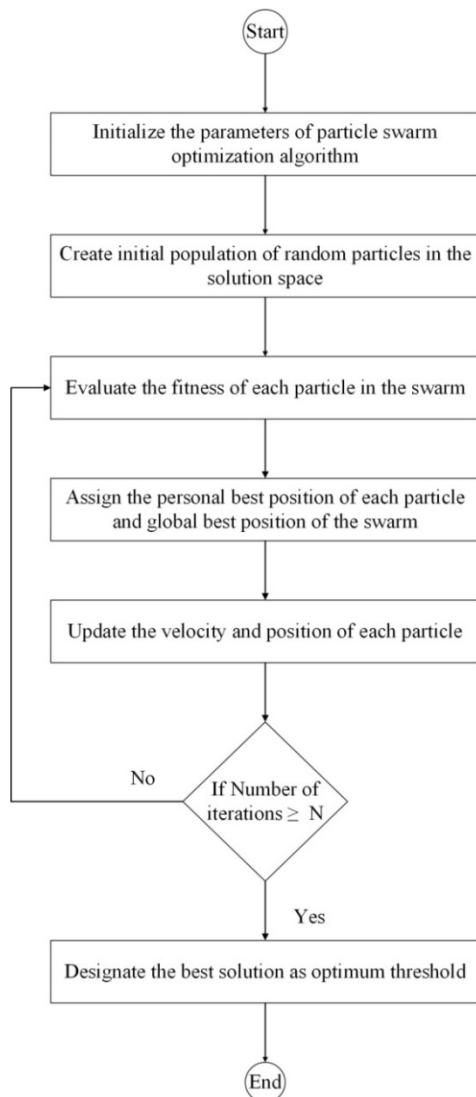 Start
Initialize the parameters of particle swarm
optimization algorithm
Create initial population of random particles in the
solution space
Evaluate the fitness of each particle in the swarm
Assign the personal best position of each particle
and global best position of the swarm
Update the velocity and position of each particle
No
If Number of
iterations ≥ N
Yes
Designate the best solution as optimum threshold
End